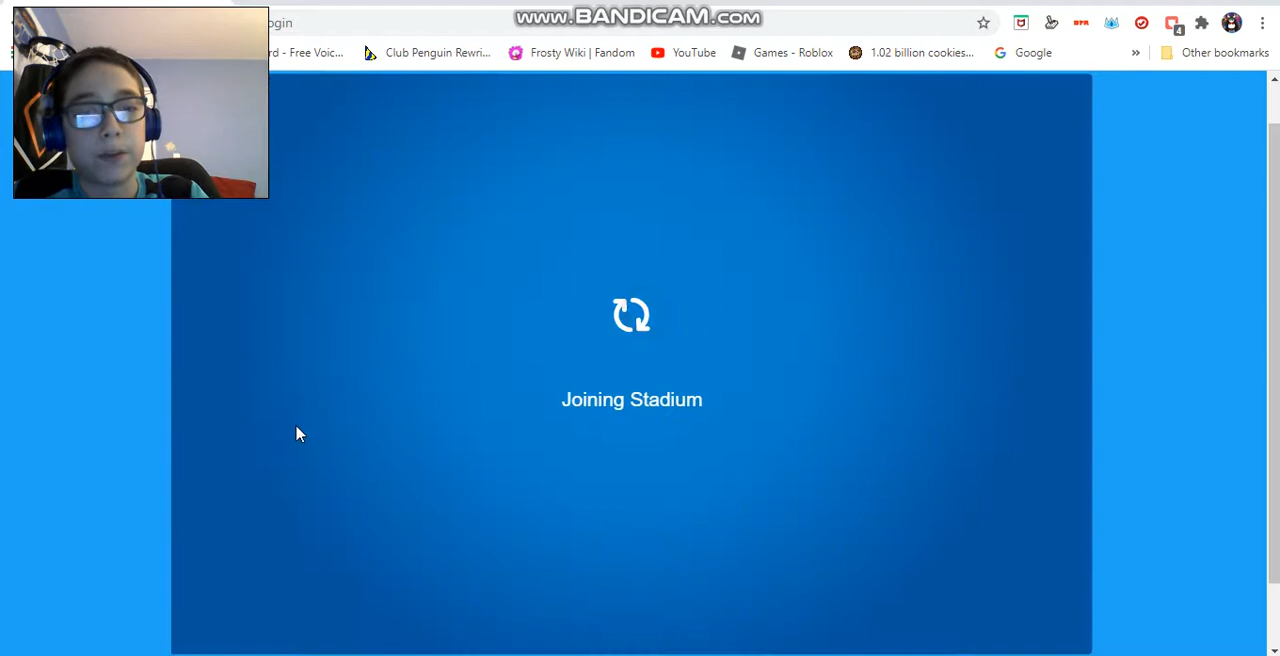 WWW.BANDICAM.COM
ogin
rd - Free Voic...
Club Penguin Rewri...
Frosty Wiki | Fandom
YouTube
Games - Roblox
1.02 billion cookies...
Google
»
Other bookmarks
4
Joining Stadium